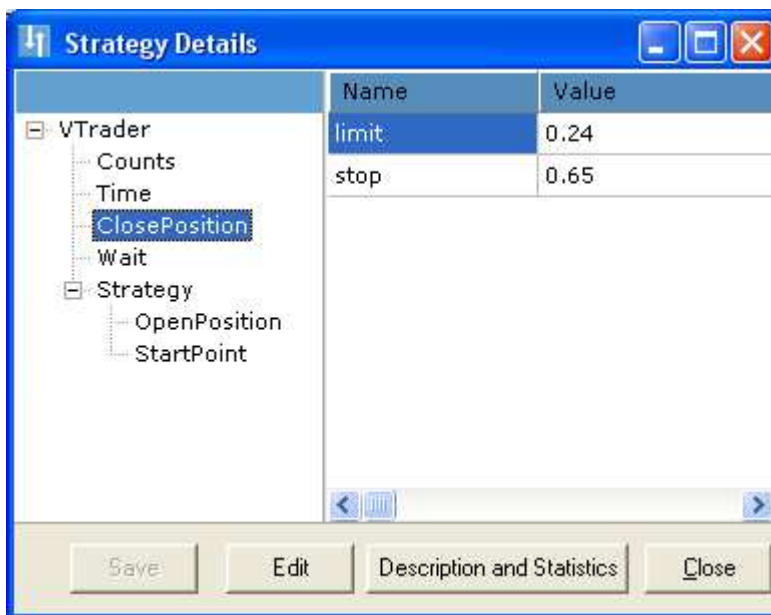 Strategy Details
Name Value
VTrader
Counts
Time
ClosePosition
Wait
Strategy
OpenPosition
StartPoint
limit 0.24
stop 0.65
Save Edit Description and Statistics Close